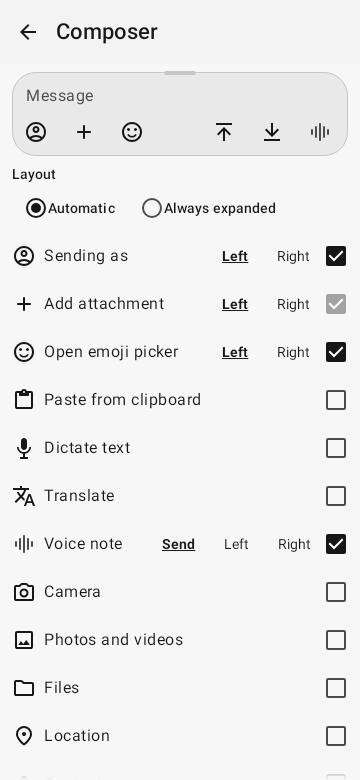 Composer
Message
Layout
Automatic Always expanded
Sending as Left Right
Add attachment Left Right
Open emoji picker Left Right
Paste from clipboard
Dictate text
Translate
Voice note Send Left Right
Camera
Photos and videos
Files
Location